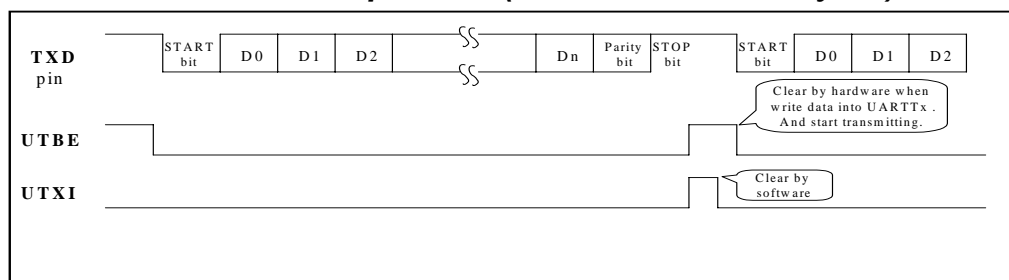 TXD
pin
START
bit
D0
D1
D2
Dn
Parity
bit
STOP
bit
START
bit
D0
D1
D2
Clear by hardware when
write data into UARTTx .
And start transmitting.
UTBE
Clear by
software
UTXI